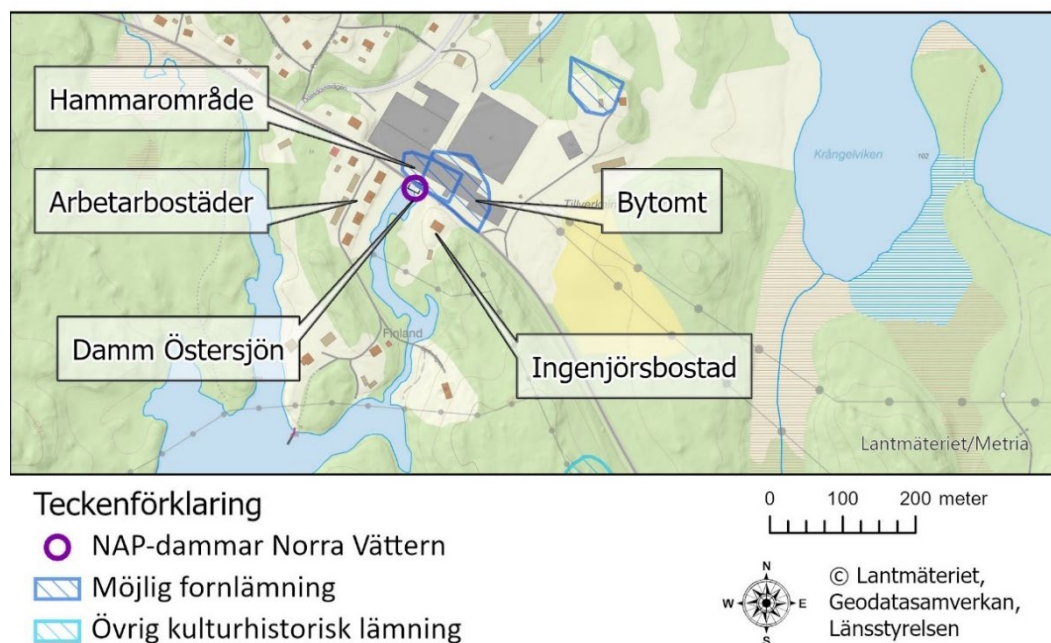 Hammarområde
Arbetarbostäder
Bytomt
Krångelviken
162
Damm Östersjön
Finland
Ingenjörsbostad
Lantmäteriet/Metria
Teckenförklaring
NAP-dammar Norra Vättern
Möjlig fornlämning
Övrig kulturhistorisk lämning
0 100 200 meter
N
W E
S
© Lantmäteriet,
Geodatasamverkan,
Länsstyrelsen